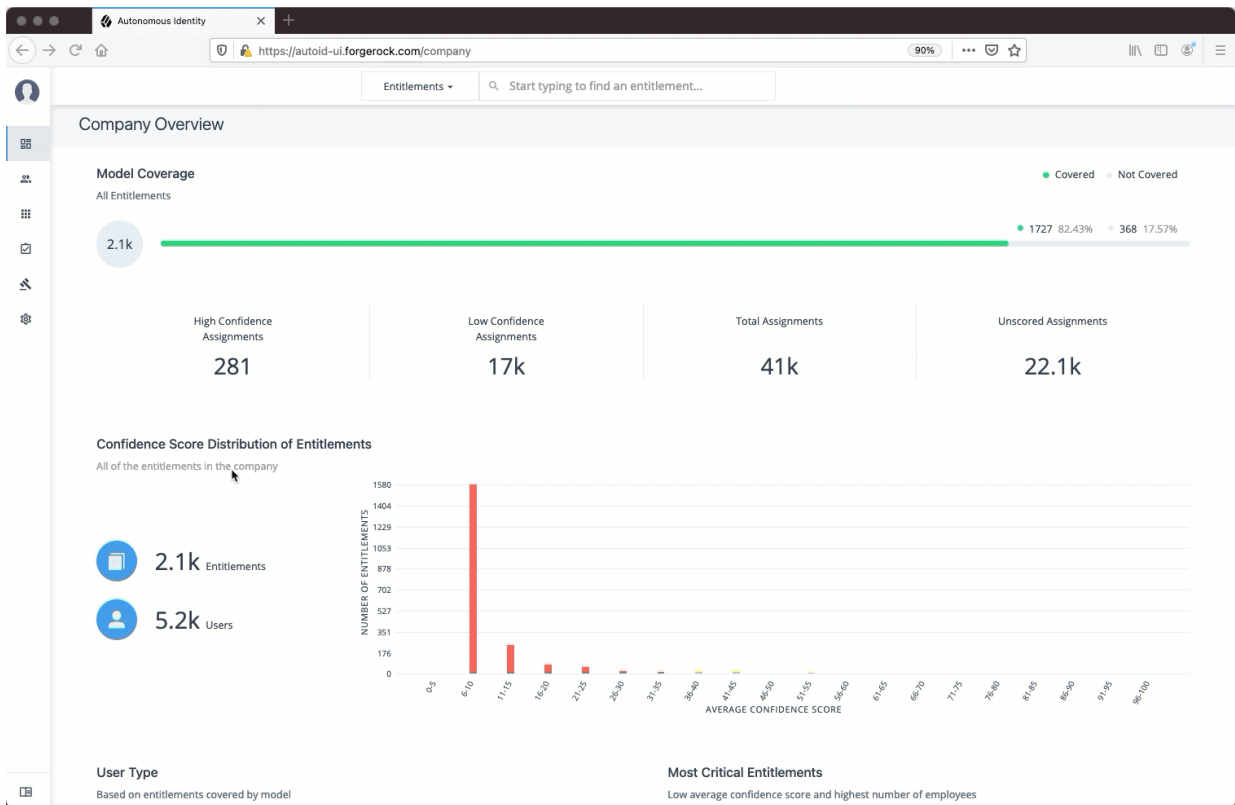 Autonomous Identity
https://autoid-ui.forgerock.com/company
90%
Entitlements
Start typing to find an entitlement...
Company Overview
Model Coverage
Covered
Not Covered
All Entitlements
1727 82.43%
368 17.57%
2.1k
High Confidence
Assignments
281
Low Confidence
Assignments
17k
Total Assignments
41k
Unscored Assignments
22.1k
Confidence Score Distribution of Entitlements
All of the entitlements in the company
2.1k Entitlements
5.2k Users
NUMBER OF ENTITLEMENTS
1580
1404
1229
1053
878
702
527
351
176
0
0-5
6-10
11-15
16-20
21-25
26-30
31-35
36-40
41-45
46-50
51-55
56-60
61-65
66-70
71-75
76-80
81-85
86-90
91-95
96-100
AVERAGE CONFIDENCE SCORE
User Type
Based on entitlements covered by model
Most Critical Entitlements
Low average confidence score and highest number of employees